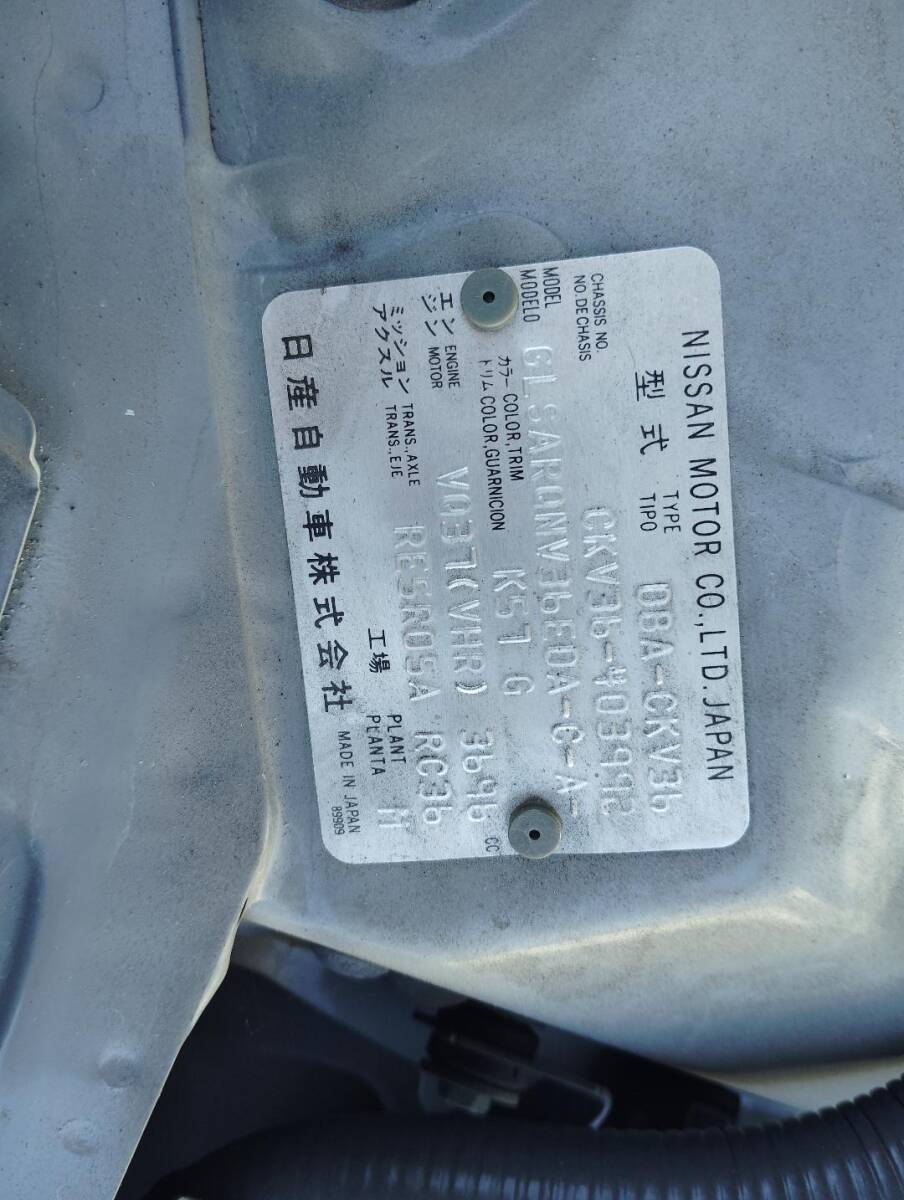 NISSAN MOTOR CO.,LTD. JAPAN
型式 TYPE TIPO DBA-CKV36
CHASSIS NO. NO. DE CHASIS CKV36-403992
MODEL MODELO GLSARQNV36EDA-C-A-
カラー COLOR,TRIM トリム COLOR,GUARNICION K51 G
エンジン ENGINE MOTOR VQ37(VHR) 3696 CC
ミッション アクスル TRANS.,AXLE TRANS.,EJE RE5R05A RC36
工場 PLANT PLANTA
日産自動車株式会社 MADE IN JAPAN
89909